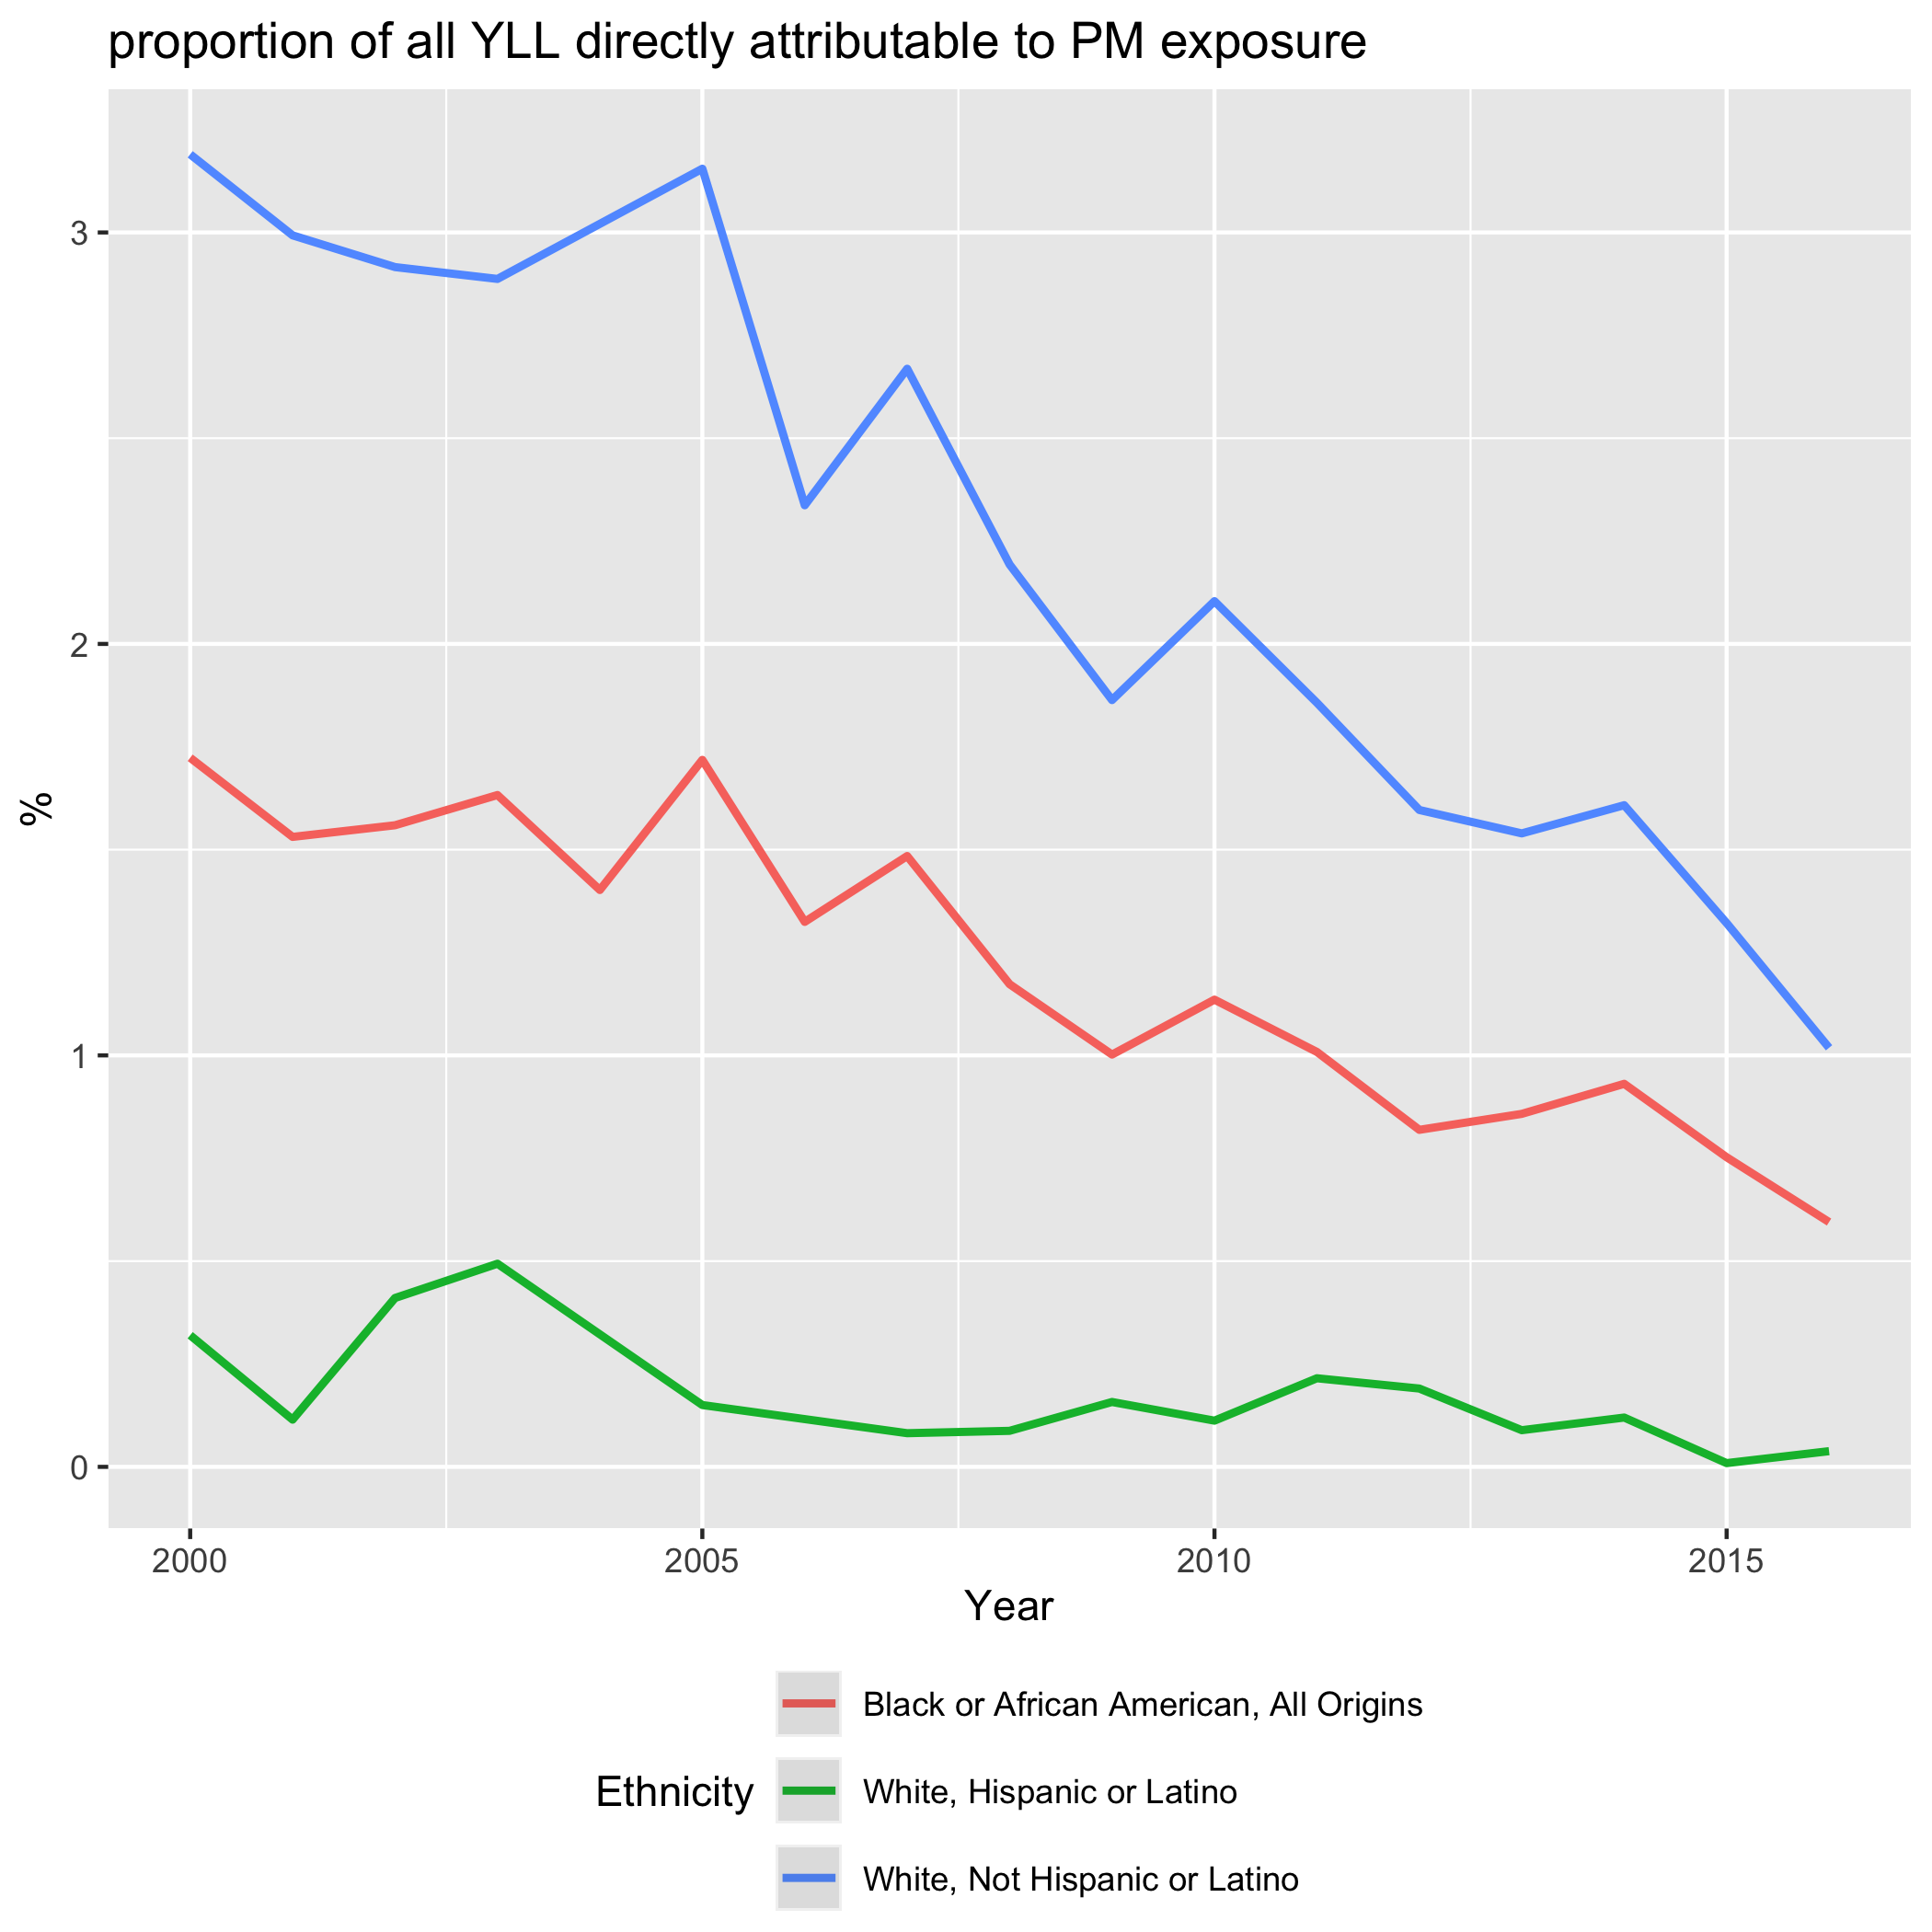 proportion of all YLL directly attributable to PM exposure
%
3
2
1
0
2000 2005 2010 2015
Year
Ethnicity
Black or African American, All Origins
White, Hispanic or Latino
White, Not Hispanic or Latino